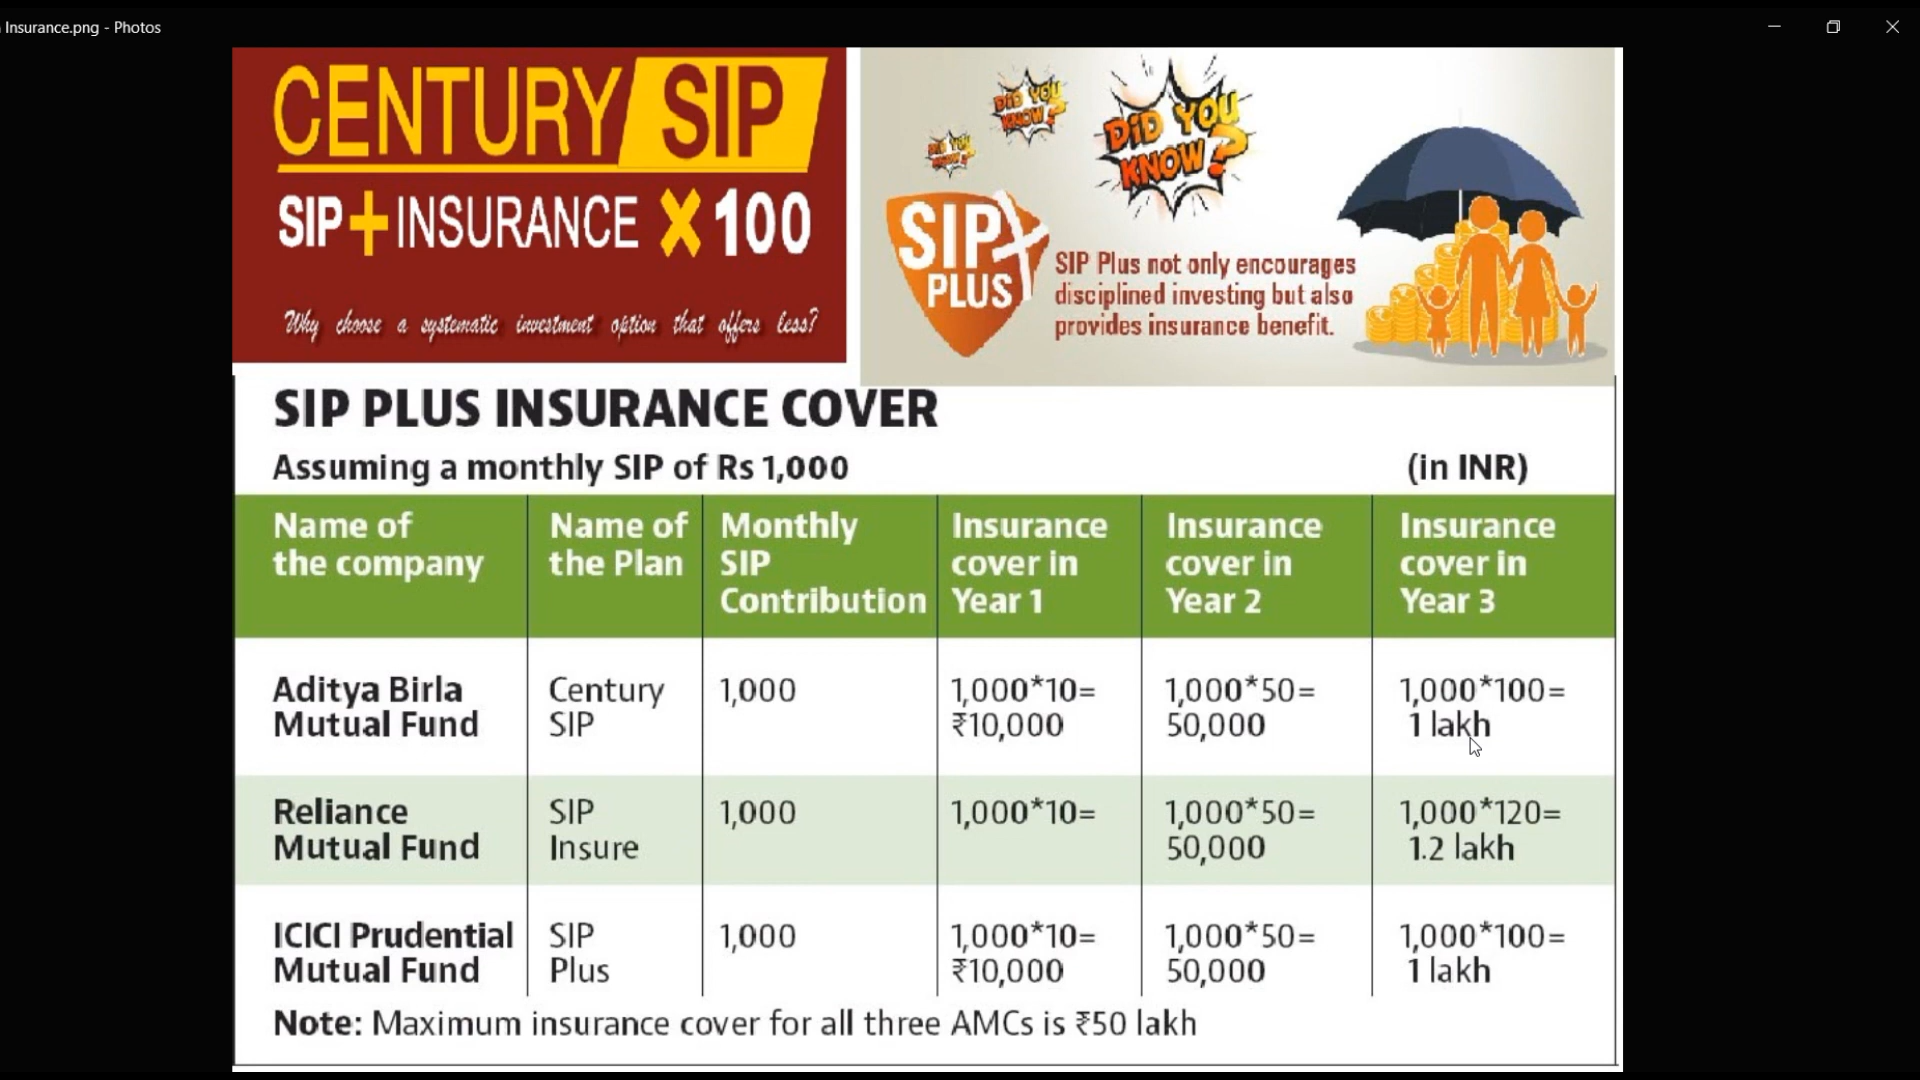 Insurance.png - Photos
CENTURY SIP
SIP+INSURANCE X 100
Why choose a systematic investment option that offers less?
DID YOU KNOW?
DID YOU KNOW?
DID YOU KNOW?
SIP PLUS
SIP Plus not only encourages
disciplined investing but also
provides insurance benefit.
SIP PLUS INSURANCE COVER
Assuming a monthly SIP of Rs 1,000 (in INR)
Name of the company
Name of the Plan
Monthly SIP Contribution
Insurance cover in Year 1
Insurance cover in Year 2
Insurance cover in Year 3
Aditya Birla Mutual Fund
Century SIP
1,000
1,000*10= ₹10,000
1,000*50= 50,000
1,000*100= 1 lakh
Reliance Mutual Fund
SIP Insure
1,000
1,000*10=
1,000*50= 50,000
1,000*120= 1.2 lakh
ICICI Prudential Mutual Fund
SIP Plus
1,000
1,000*10= ₹10,000
1,000*50= 50,000
1,000*100= 1 lakh
Note: Maximum insurance cover for all three AMCs is ₹50 lakh